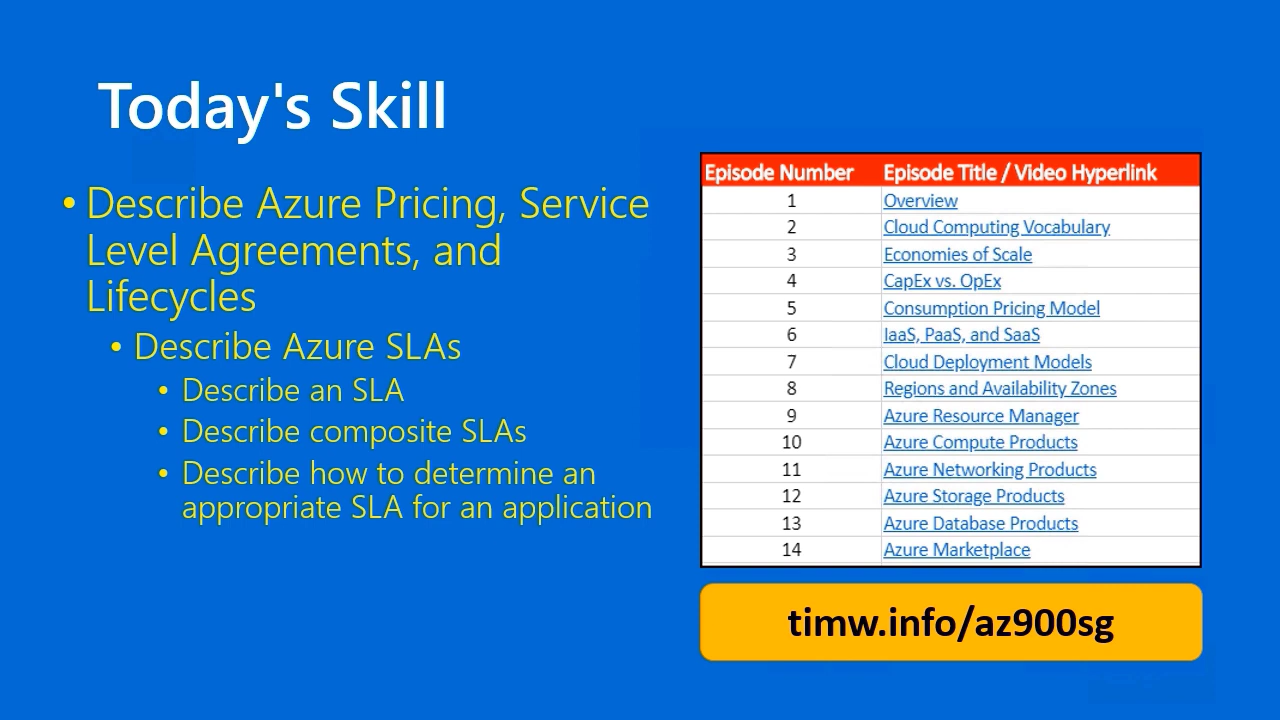 Today's Skill
• Describe Azure Pricing, Service
Level Agreements, and
Lifecycles
• Describe Azure SLAs
• Describe an SLA
• Describe composite SLAs
• Describe how to determine an
appropriate SLA for an application
Episode Number Episode Title / Video Hyperlink
1 Overview
2 Cloud Computing Vocabulary
3 Economies of Scale
4 CapEx vs. OpEx
5 Consumption Pricing Model
6 IaaS, PaaS, and SaaS
7 Cloud Deployment Models
8 Regions and Availability Zones
9 Azure Resource Manager
10 Azure Compute Products
11 Azure Networking Products
12 Azure Storage Products
13 Azure Database Products
14 Azure Marketplace
timw.info/az900sg